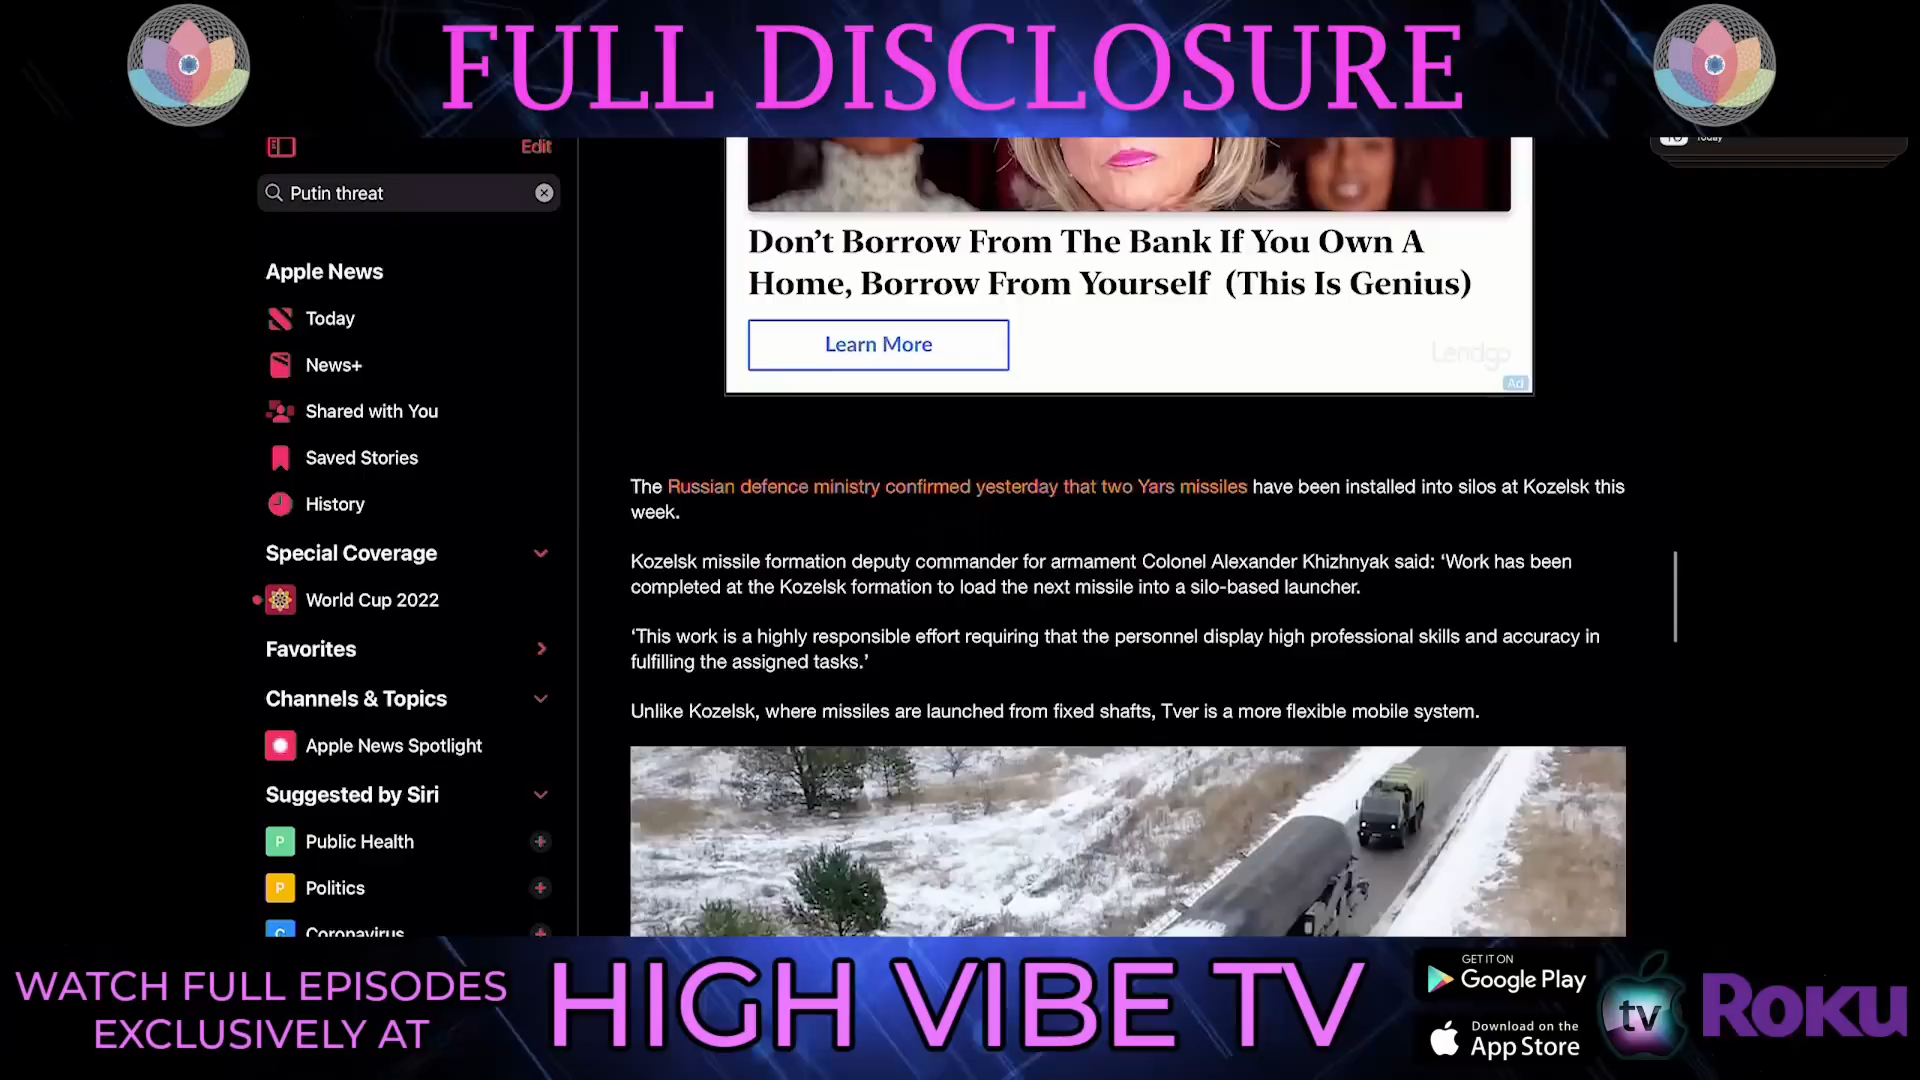 FULL DISCLOSURE
Edit
Today
Putin threat
Apple News
Today
News+
Shared with You
Saved Stories
History
Special Coverage
World Cup 2022
Favorites
Channels & Topics
Apple News Spotlight
Suggested by Siri
P Public Health +
P Politics +
C Coronavirus +
Don’t Borrow From The Bank If You Own A
Home, Borrow From Yourself (This Is Genius)
Learn More
Lendgo
Ad
The Russian defence ministry confirmed yesterday that two Yars missiles have been installed into silos at Kozelsk this
week.
Kozelsk missile formation deputy commander for armament Colonel Alexander Khizhnyak said: ‘Work has been
completed at the Kozelsk formation to load the next missile into a silo-based launcher.
‘This work is a highly responsible effort requiring that the personnel display high professional skills and accuracy in
fulfilling the assigned tasks.’
Unlike Kozelsk, where missiles are launched from fixed shafts, Tver is a more flexible mobile system.
WATCH FULL EPISODES
EXCLUSIVELY AT
HIGH VIBE TV
GET IT ON
Google Play
Download on the
App Store
tv
ROKU